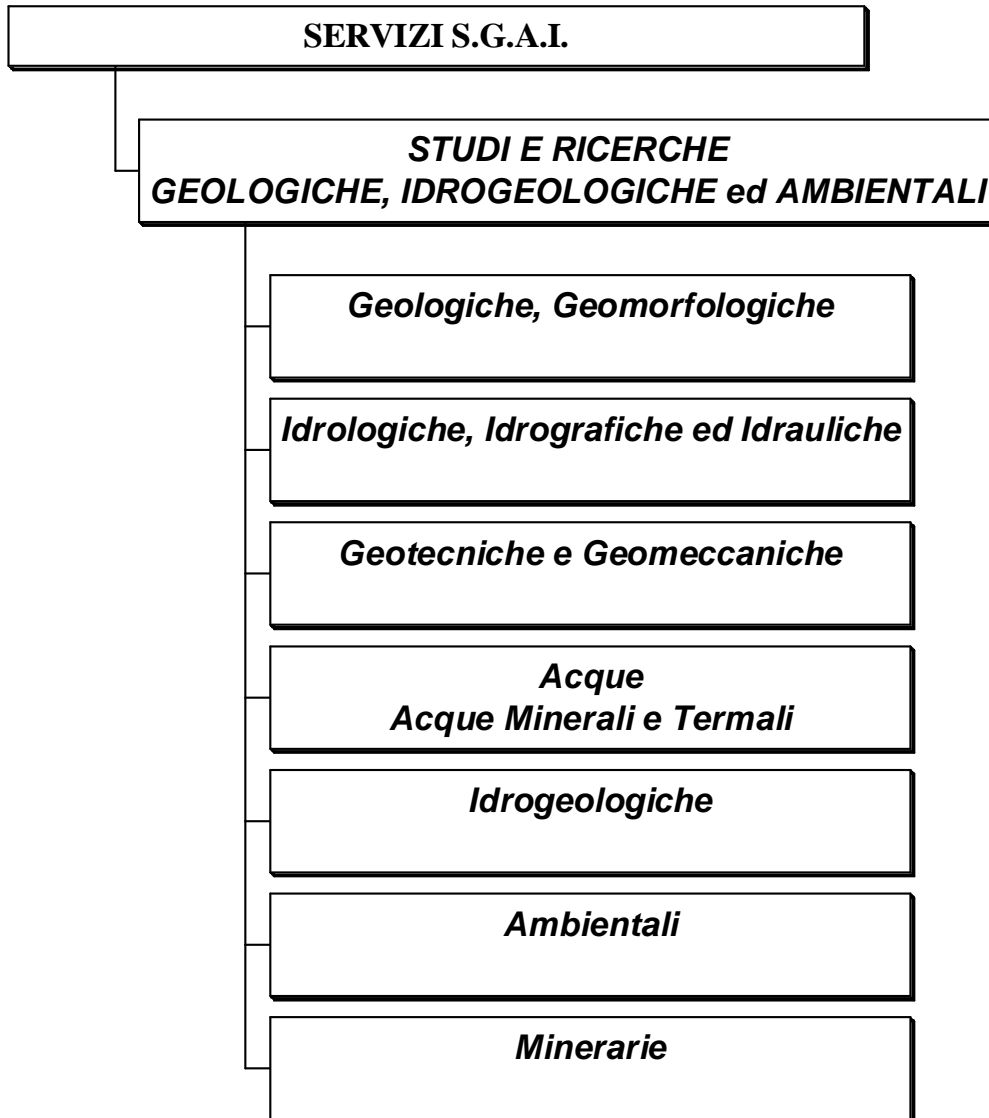 SERVIZI S.G.A.I.
STUDI E RICERCHE
GEOLOGICHE, IDROGEOLOGICHE ed AMBIENTALI
Geologiche, Geomorfologiche
Idrologiche, Idrografiche ed Idrauliche
Geotecniche e Geomeccaniche
Acque
Acque Minerali e Termali
Idrogeologiche
Ambientali
Minerarie